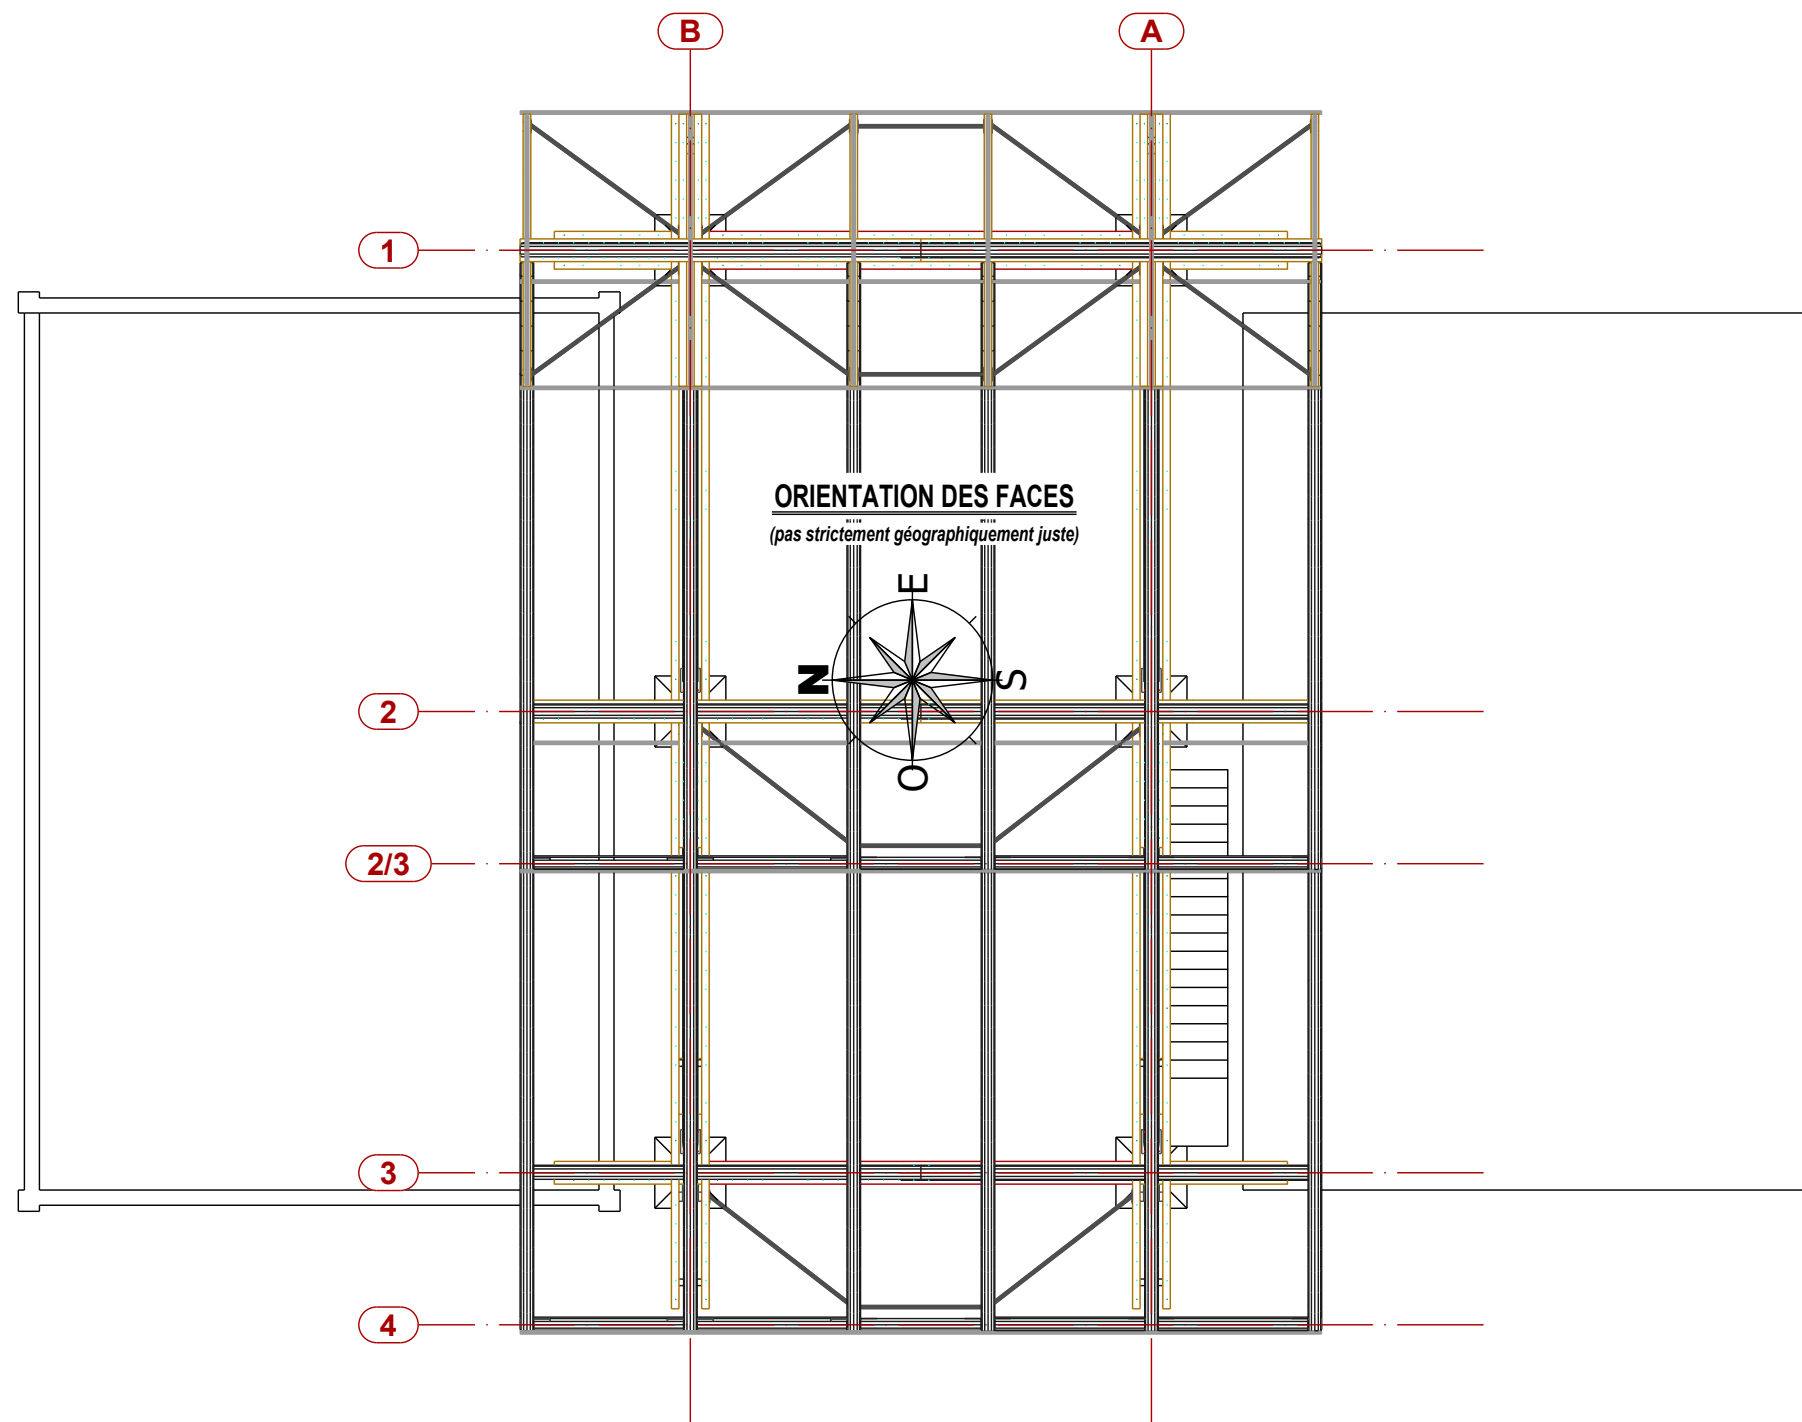 B
A
1
ORIENTATION DES FACES
(pas strictement géographiquement juste)
E
N
S
2
O
2/3
3
4